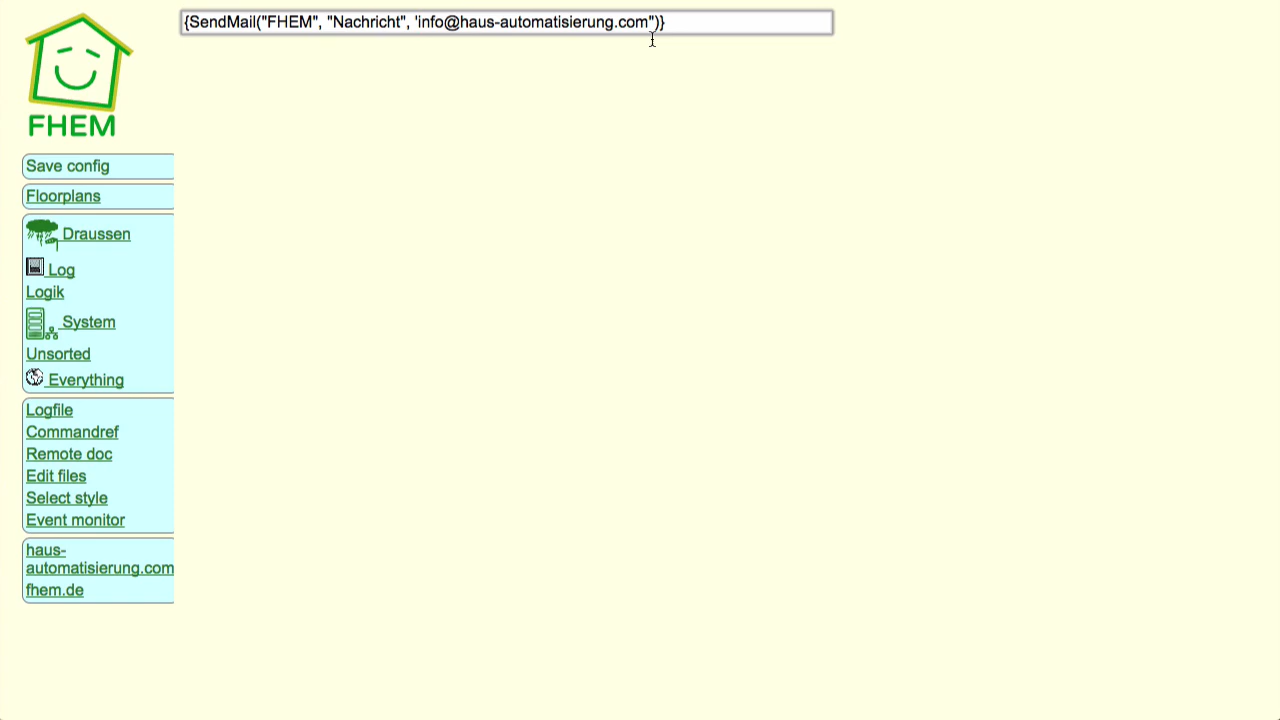 {SendMail("FHEM", "Nachricht", 'info@haus-automatisierung.com")}
FHEM
Save config
Floorplans
Draussen
Log
Logik
System
Unsorted
Everything
Logfile
Commandref
Remote doc
Edit files
Select style
Event monitor
haus-
automatisierung.com
fhem.de